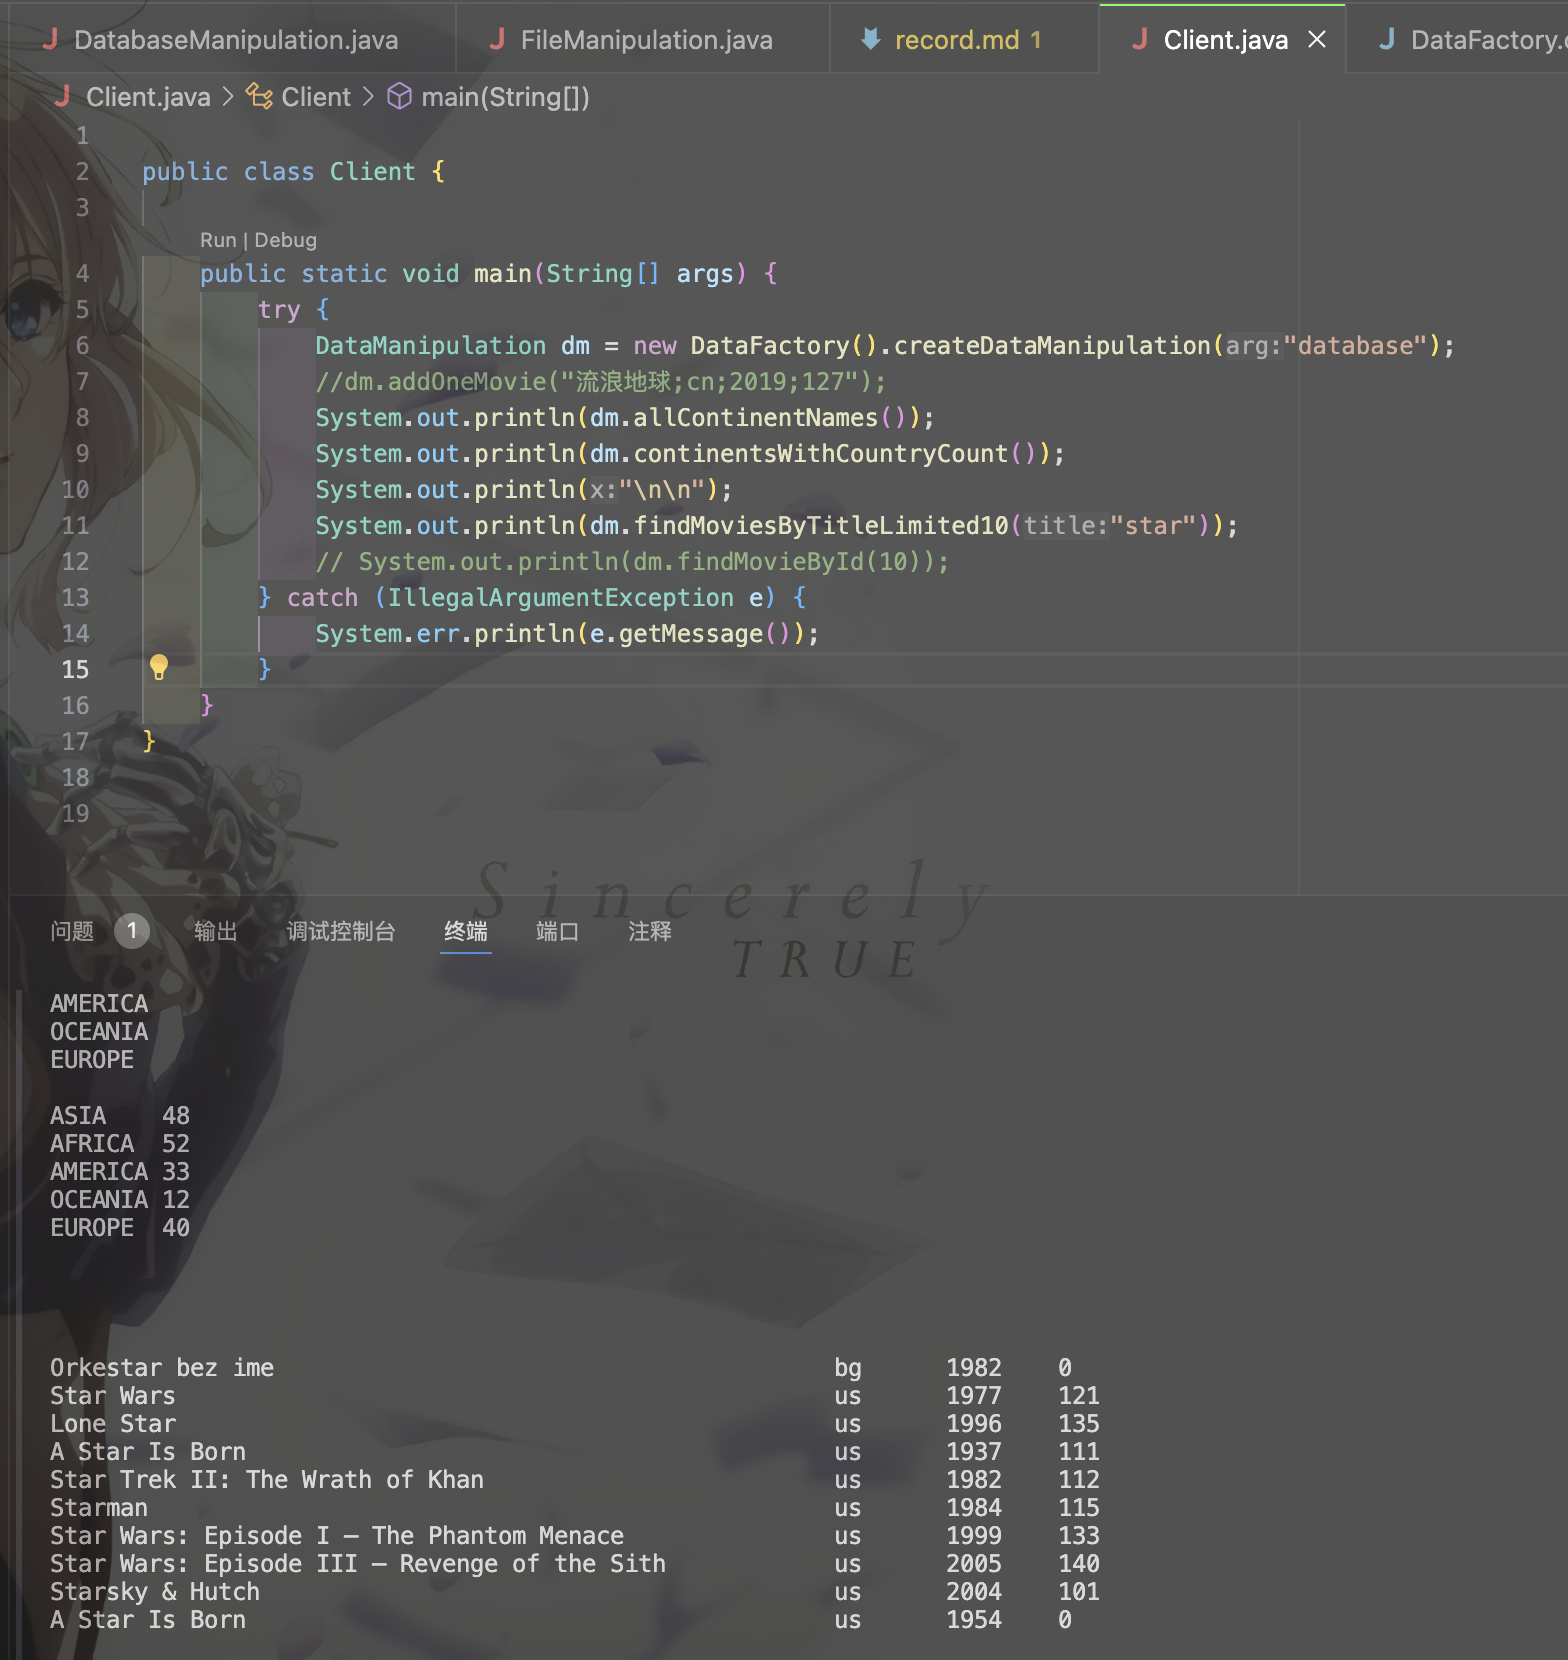 DatabaseManipulation.java FileManipulation.java record.md 1 Client.java DataFactory.
Client.java > Client > main(String[])
1
2 public class Client {
3
Run | Debug
4 public static void main(String[] args) {
5 try {
6 DataManipulation dm = new DataFactory().createDataManipulation(arg:"database");
7 //dm.addOneMovie("流浪地球;cn;2019;127");
8 System.out.println(dm.allContinentNames());
9 System.out.println(dm.continentsWithCountryCount());
10 System.out.println(x:"\n\n");
11 System.out.println(dm.findMoviesByTitleLimited10(title:"star"));
12 // System.out.println(dm.findMovieById(10));
13 } catch (IllegalArgumentException e) {
14 System.err.println(e.getMessage());
15 }
16 }
17 }
18
19
Sincerely
TRUE
问题 1 输出 调试控制台 终端 端口 注释
AMERICA
OCEANIA
EUROPE
ASIA 48
AFRICA 52
AMERICA 33
OCEANIA 12
EUROPE 40
Orkestar bez ime bg 1982 0
Star Wars us 1977 121
Lone Star us 1996 135
A Star Is Born us 1937 111
Star Trek II: The Wrath of Khan us 1982 112
Starman us 1984 115
Star Wars: Episode I – The Phantom Menace us 1999 133
Star Wars: Episode III – Revenge of the Sith us 2005 140
Starsky & Hutch us 2004 101
A Star Is Born us 1954 0